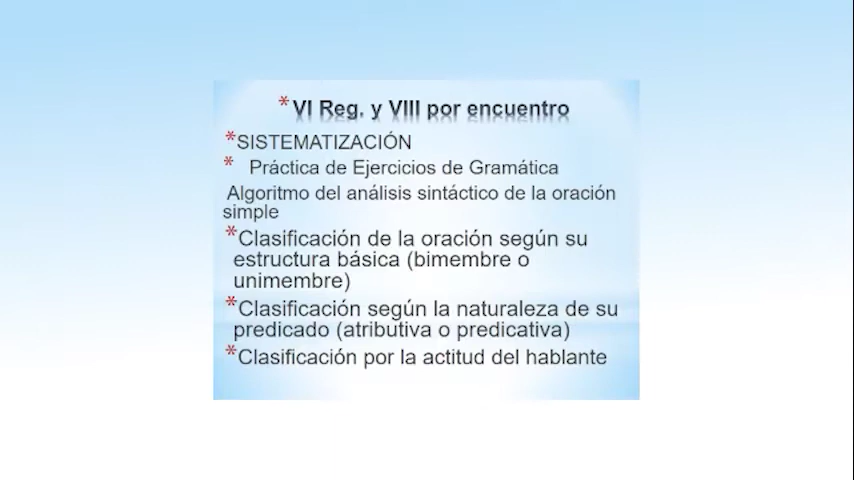 *VI Reg. y VIII por encuentro
*SISTEMATIZACIÓN
* Práctica de Ejercicios de Gramática
Algoritmo del análisis sintáctico de la oración
simple
*Clasificación de la oración según su
estructura básica (bimembre o
unimembre)
*Clasificación según la naturaleza de su
predicado (atributiva o predicativa)
*Clasificación por la actitud del hablante